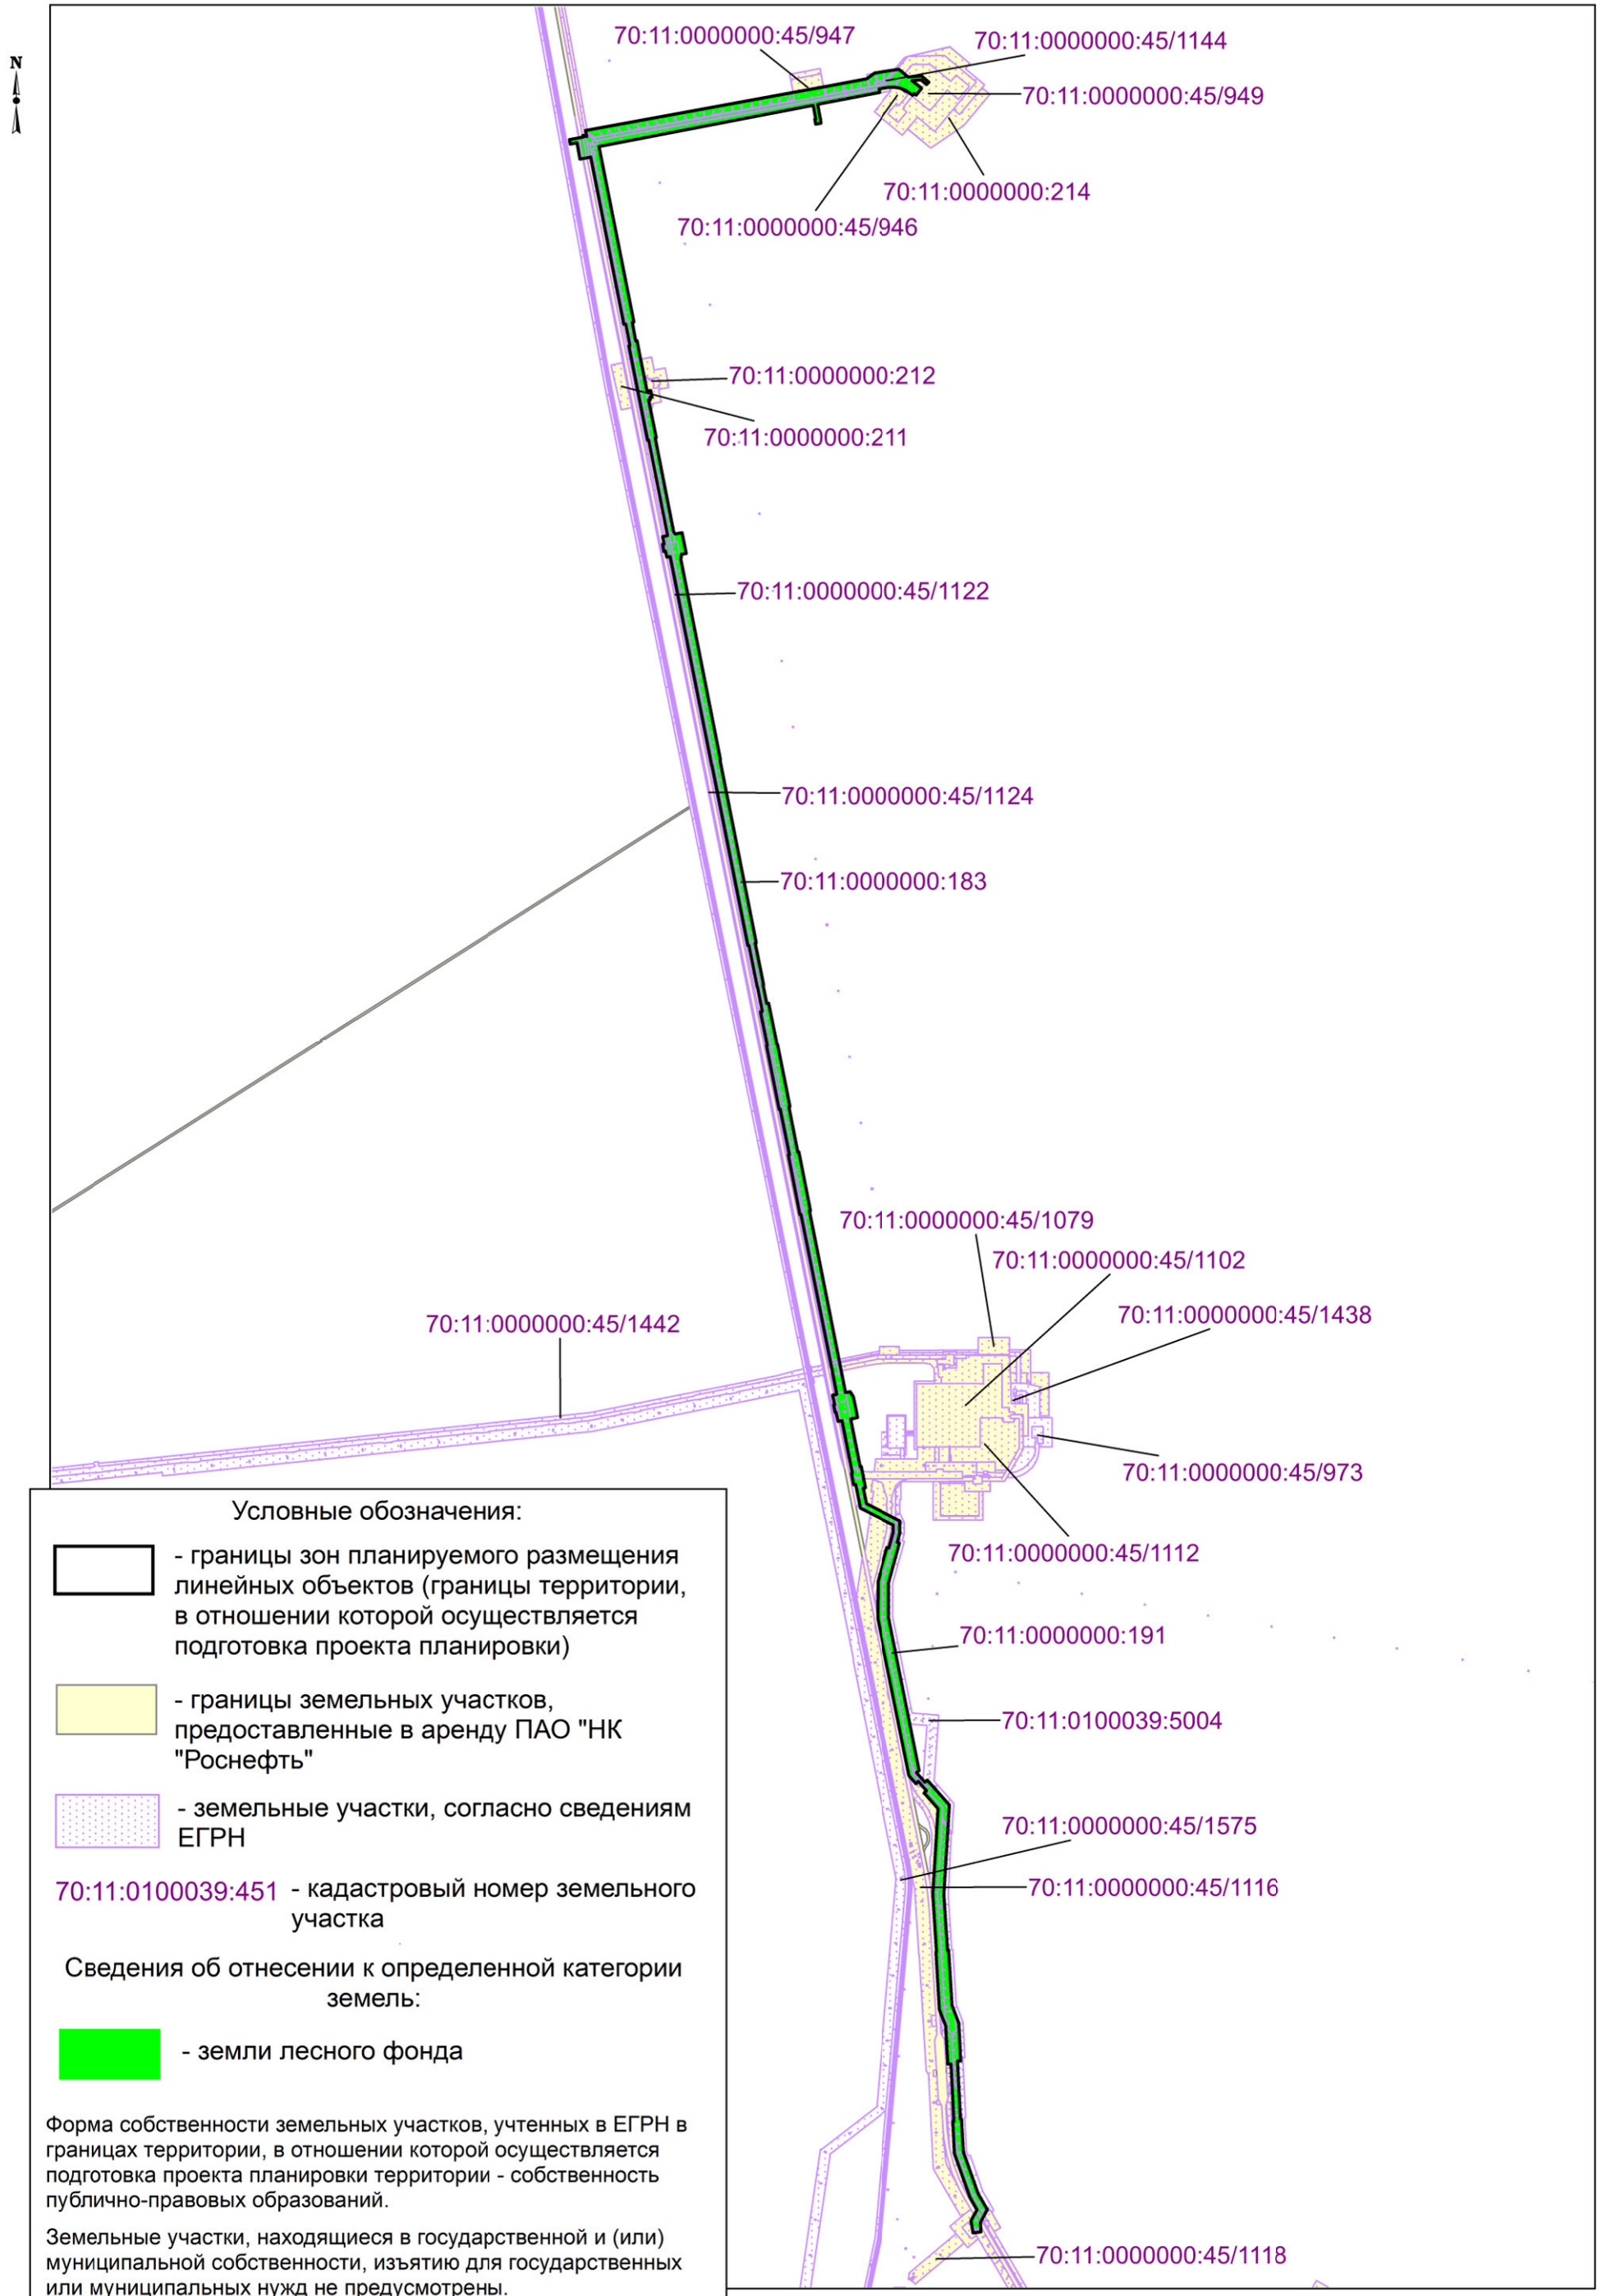 N
70:11:0000000:45/947
70:11:0000000:45/1144
70:11:0000000:45/949
70:11:0000000:214
70:11:0000000:45/946
70:11:0000000:212
70:11:0000000:211
70:11:0000000:45/1122
70:11:0000000:45/1124
70:11:0000000:183
70:11:0000000:45/1079
70:11:0000000:45/1102
70:11:0000000:45/1438
70:11:0000000:45/1442
70:11:0000000:45/973
70:11:0000000:45/1112
70:11:0000000:191
70:11:0100039:5004
70:11:0000000:45/1575
70:11:0000000:45/1116
70:11:0000000:45/1118
Условные обозначения:
- границы зон планируемого размещения
линейных объектов (границы территории,
в отношении которой осуществляется
подготовка проекта планировки)
- границы земельных участков,
предоставленные в аренду ПАО "НК
"Роснефть"
- земельные участки, согласно сведениям
ЕГРН
70:11:0100039:451 - кадастровый номер земельного
участка
Сведения об отнесении к определенной категории
земель:
- земли лесного фонда
Форма собственности земельных участков, учтенных в ЕГРН в
границах территории, в отношении которой осуществляется
подготовка проекта планировки территории - собственность
публично-правовых образований.
Земельные участки, находящиеся в государственной и (или)
муниципальной собственности, изъятию для государственных
или муниципальных нужд не предусмотрены.